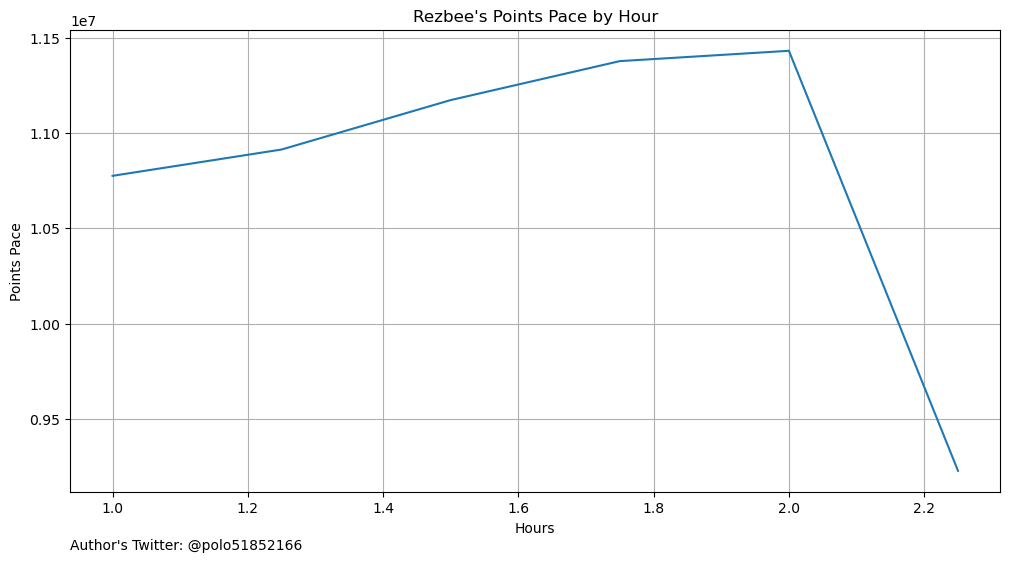 Rezbee's Points Pace by Hour
1e7
1.15
1.10
1.05
1.00
0.95
Points Pace
1.0 1.2 1.4 1.6 1.8 2.0 2.2
Hours
Author's Twitter: @polo51852166